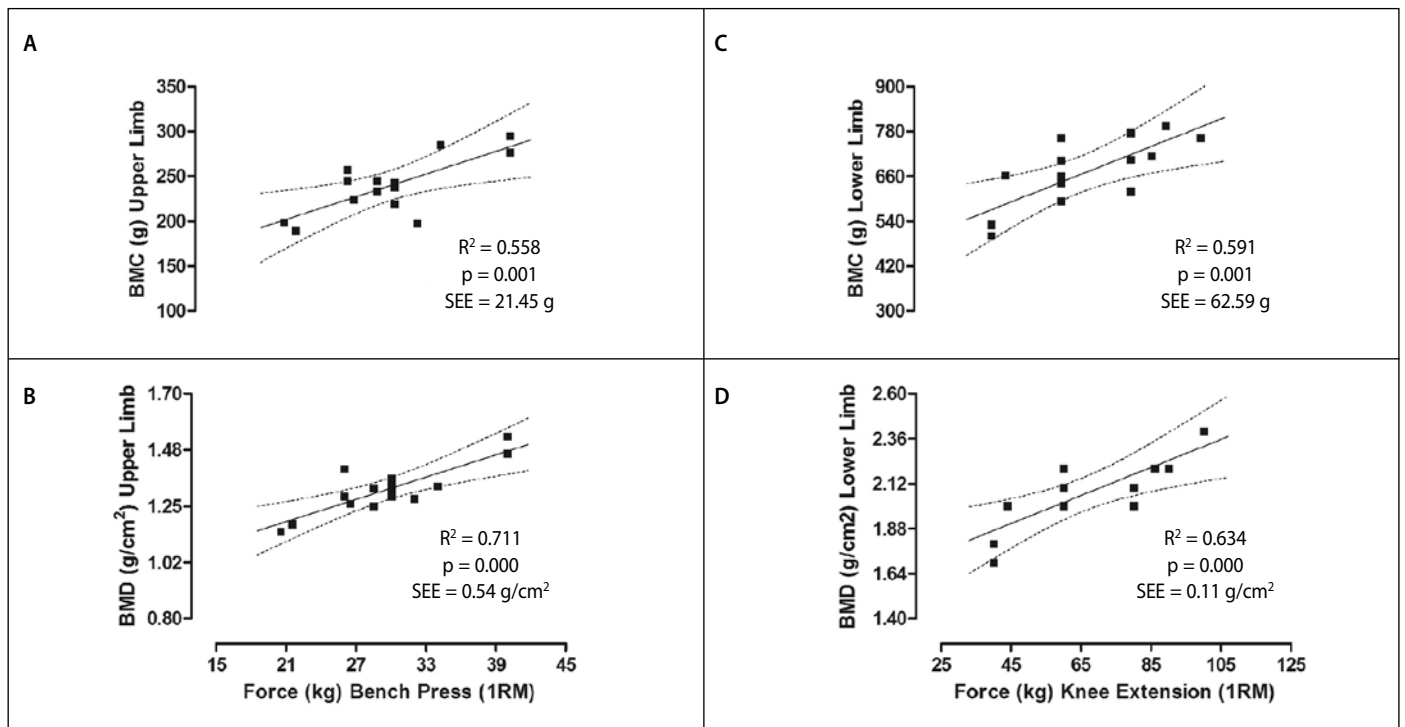 A
BMC (g) Upper Limb
350
300
250
200
150
100
R² = 0.558
p = 0.001
SEE = 21.45 g
C
BMC (g) Lower Limb
900
780
660
540
420
300
R² = 0.591
p = 0.001
SEE = 62.59 g
B
BMD (g/cm²) Upper Limb
1.70
1.48
1.25
1.02
0.80
R² = 0.711
p = 0.000
SEE = 0.54 g/cm²
15 21 27 33 39 45
Force (kg) Bench Press (1RM)
D
BMD (g/cm2) Lower Limb
2.60
2.36
2.12
1.88
1.64
1.40
R² = 0.634
p = 0.000
SEE = 0.11 g/cm²
25 45 65 85 105 125
Force (kg) Knee Extension (1RM)